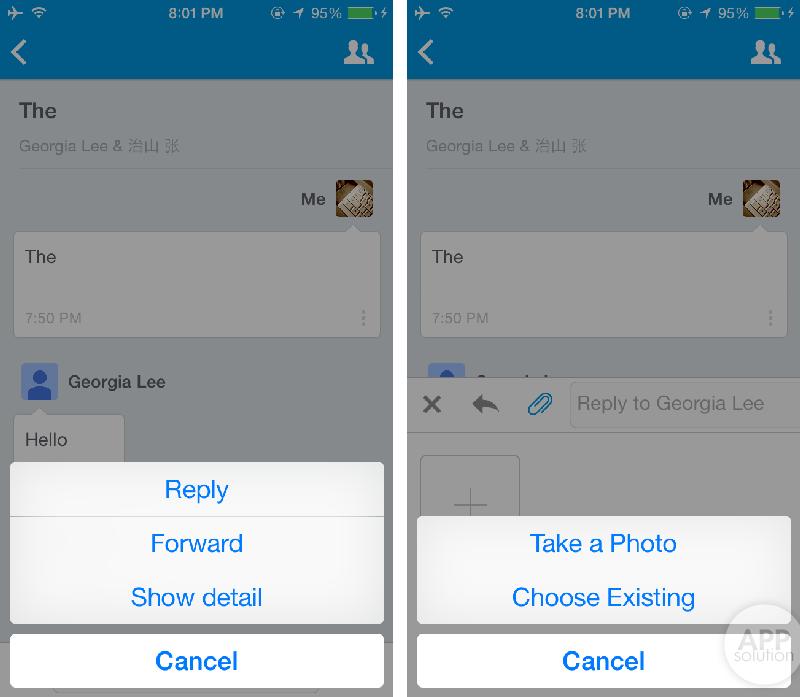 8:01 PM 95%
The
Georgia Lee & 治山 张
Me
The
7:50 PM
Georgia Lee
Hello
Reply
Forward
Show detail
Cancel
8:01 PM 95%
The
Georgia Lee & 治山 张
Me
The
7:50 PM
Reply to Georgia Lee
Take a Photo
Choose Existing
Cancel
APP
solution